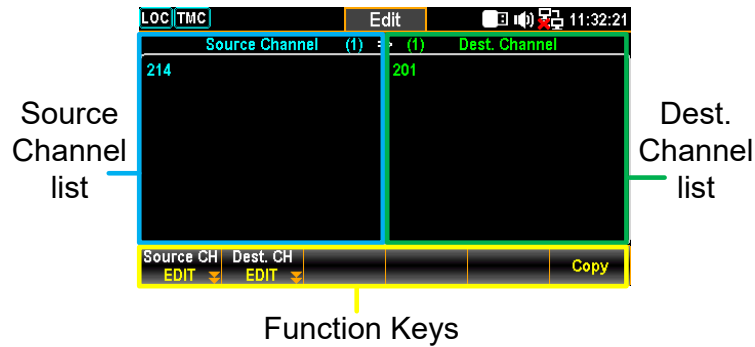 LOC TMC Edit 11:32:21
Source Channel (1) => (1) Dest. Channel
214 201
Source
Channel
list
Dest.
Channel
list
Source CH Dest. CH
EDIT EDIT Copy
Function Keys